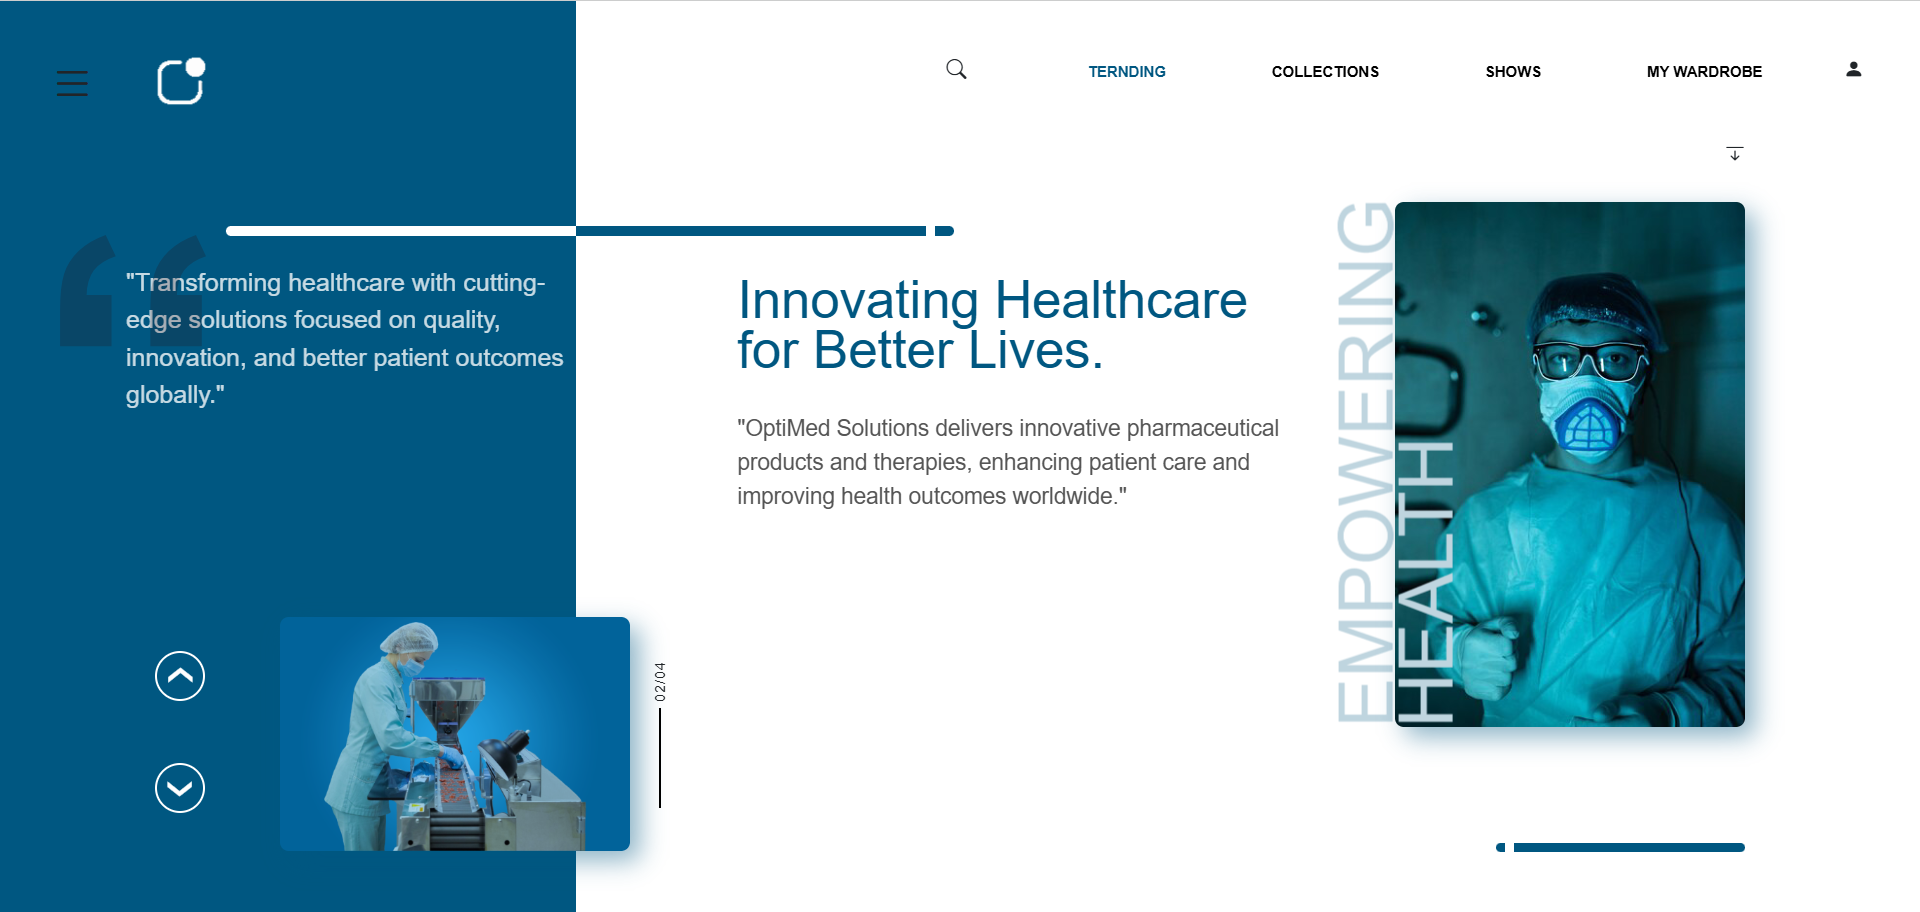 TERNDING
COLLECTIONS
SHOWS
MY WARDROBE
"Transforming healthcare with cutting-
edge solutions focused on quality,
innovation, and better patient outcomes
globally."
Innovating Healthcare
for Better Lives.
"OptiMed Solutions delivers innovative pharmaceutical
products and therapies, enhancing patient care and
improving health outcomes worldwide."
EMPOWERING
HEALTH
02/04